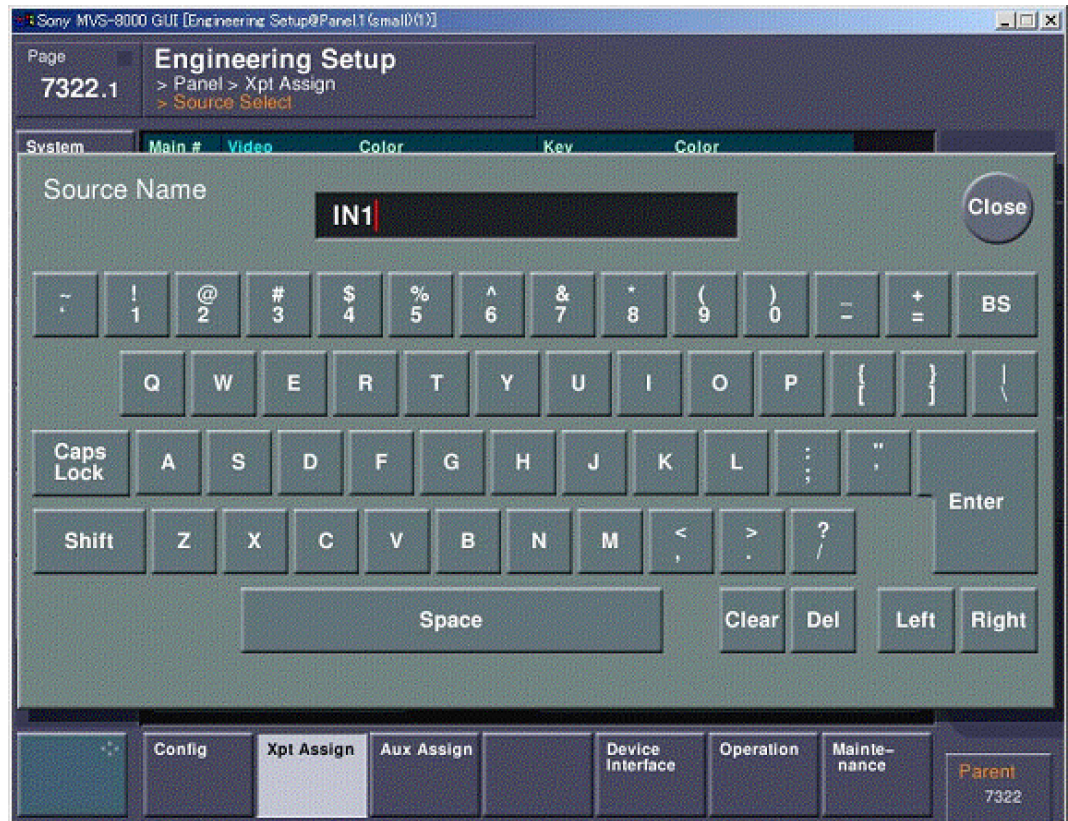 Sony MVS-8000 GUI [Engineering Setup@Panel.1(small)(1)]
Page
7322.1
Engineering Setup
> Panel > Xpt Assign
> Source Select
System
Main # Video Color Key Color
Source Name
IN1
Close
~ ! @ # $ % ^ & * ( ) _ +
` 1 2 3 4 5 6 7 8 9 0 – = BS
Q W E R T Y U I O P { } |
[ ] \
Caps
Lock
A S D F G H J K L : "
; '
Enter
Shift Z X C V B N M < > ?
, . /
Space Clear Del Left Right
Config Xpt Assign Aux Assign Device
Interface
Operation Mainte–
nance
Parent
7322